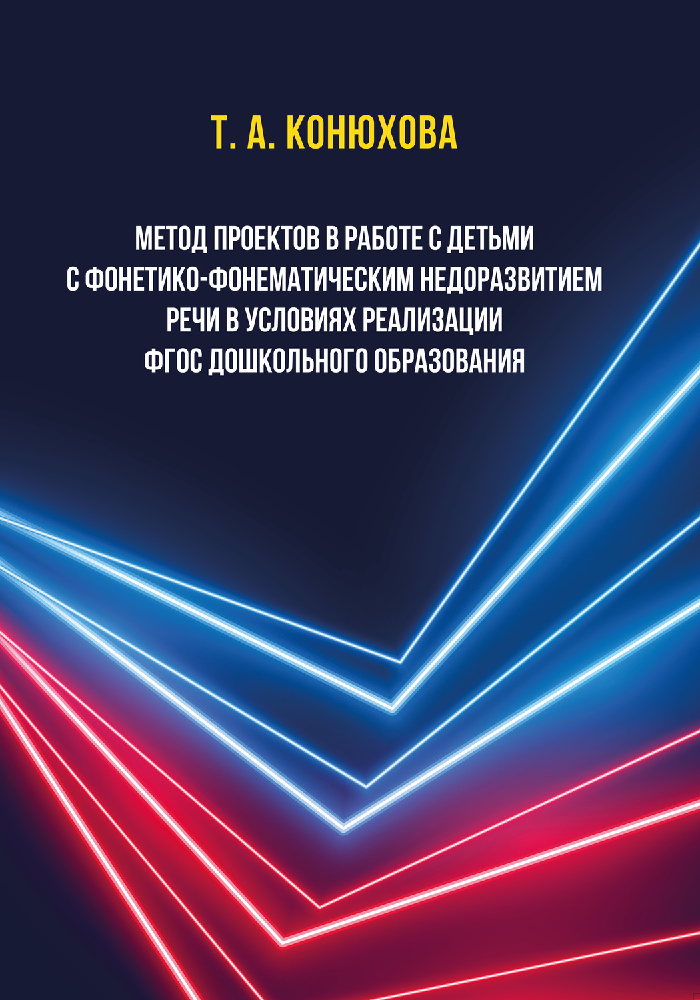 Т. А. КОНЮХОВА
МЕТОД ПРОЕКТОВ В РАБОТЕ С ДЕТЬМИ
С ФОНЕТИКО-ФОНЕМАТИЧЕСКИМ НЕДОРАЗВИТИЕМ
РЕЧИ В УСЛОВИЯХ РЕАЛИЗАЦИИ
ФГОС ДОШКОЛЬНОГО ОБРАЗОВАНИЯ